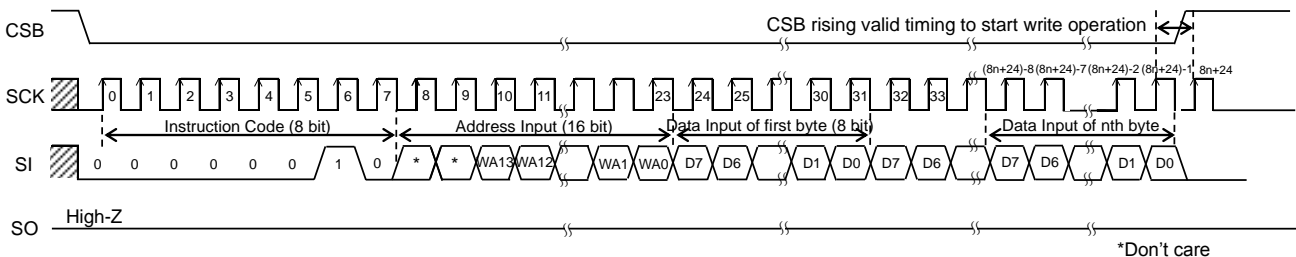 CSB
CSB rising valid timing to start write operation
SCK
0 1 2 3 4 5 6 7 8 9 10 11 23 24 25 30 31 32 33 (8n+24)-8 (8n+24)-7 (8n+24)-2 (8n+24)-1 8n+24
Instruction Code (8 bit) Address Input (16 bit) Data Input of first byte (8 bit) Data Input of nth byte
SI
0 0 0 0 0 0 1 0 * * WA13 WA12 WA1 WA0 D7 D6 D1 D0 D7 D6 D7 D6 D1 D0
High-Z
SO
*Don't care